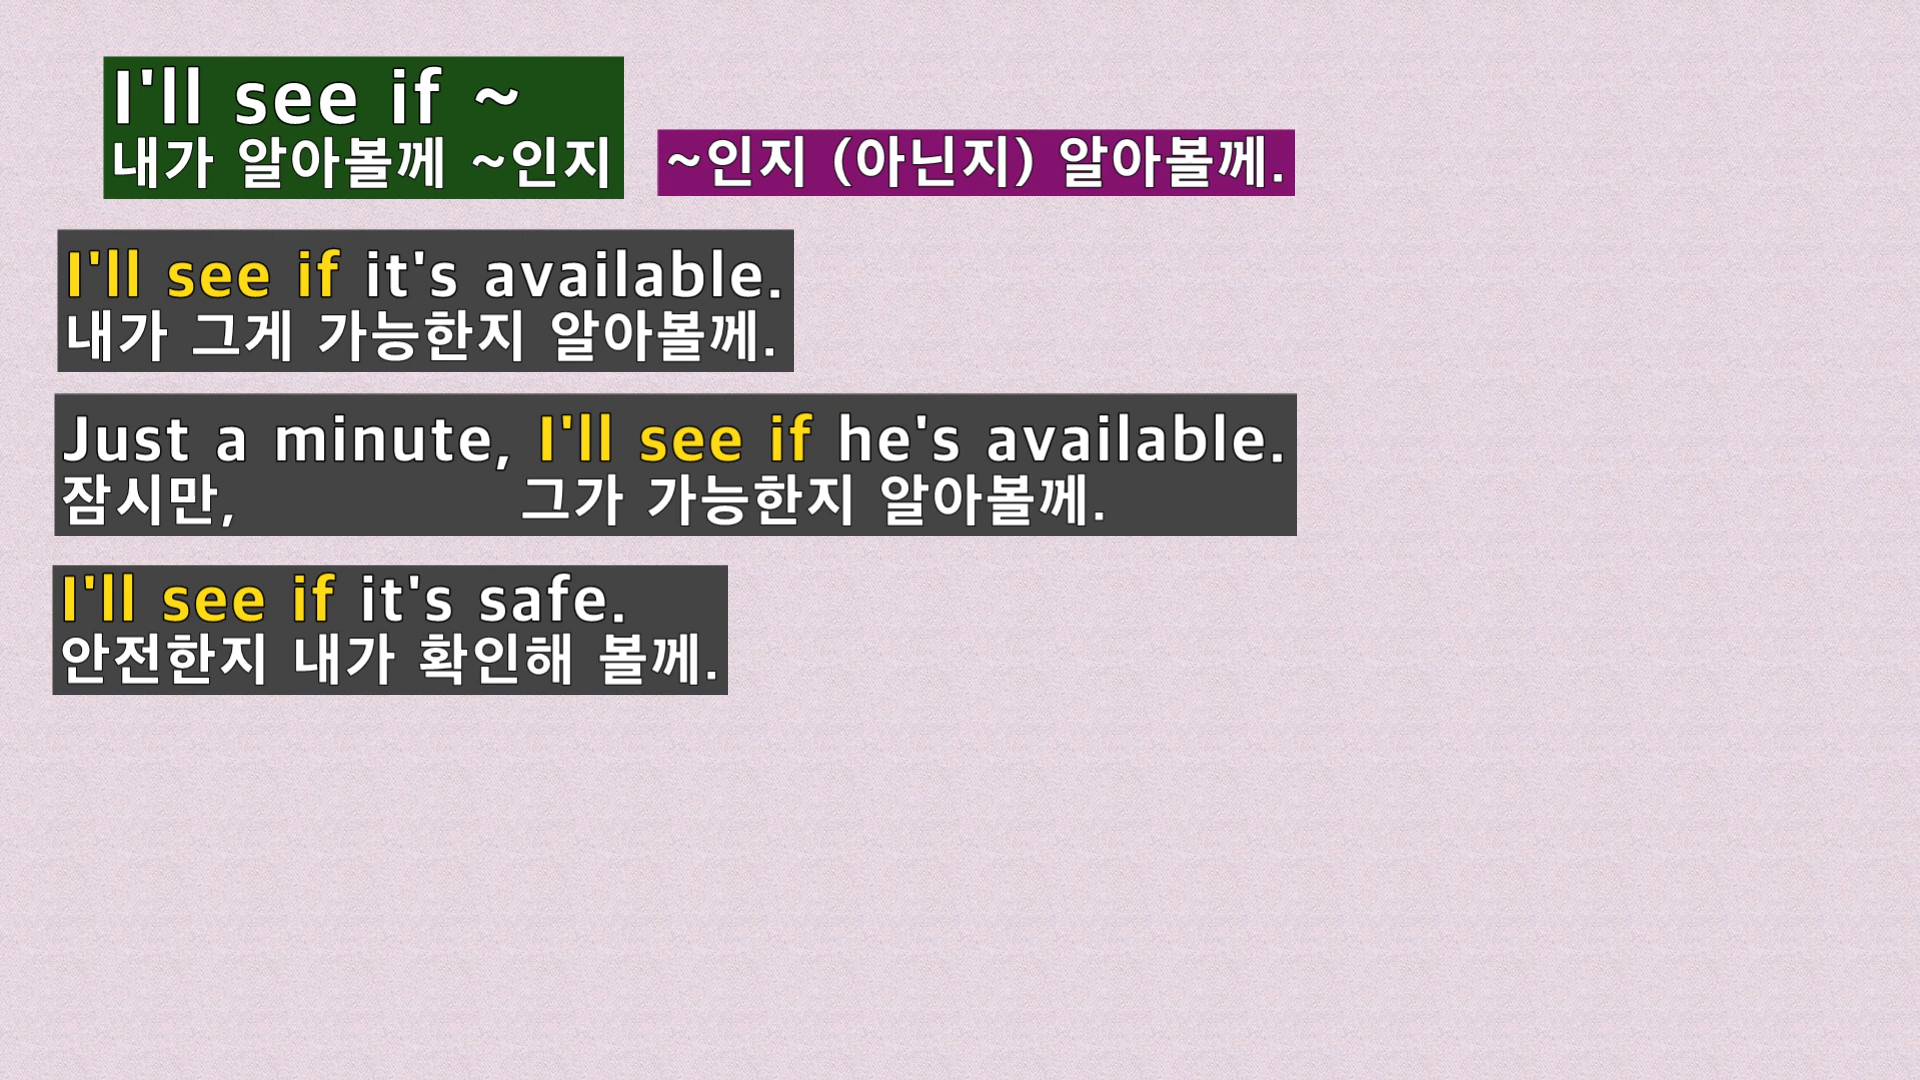 I'll see if ~
내가 알아볼께 ~인지
~인지 (아닌지) 알아볼께.
I'll see if it's available.
내가 그게 가능한지 알아볼께.
Just a minute, I'll see if he's available.
잠시만, 그가 가능한지 알아볼께.
I'll see if it's safe.
안전한지 내가 확인해 볼께.